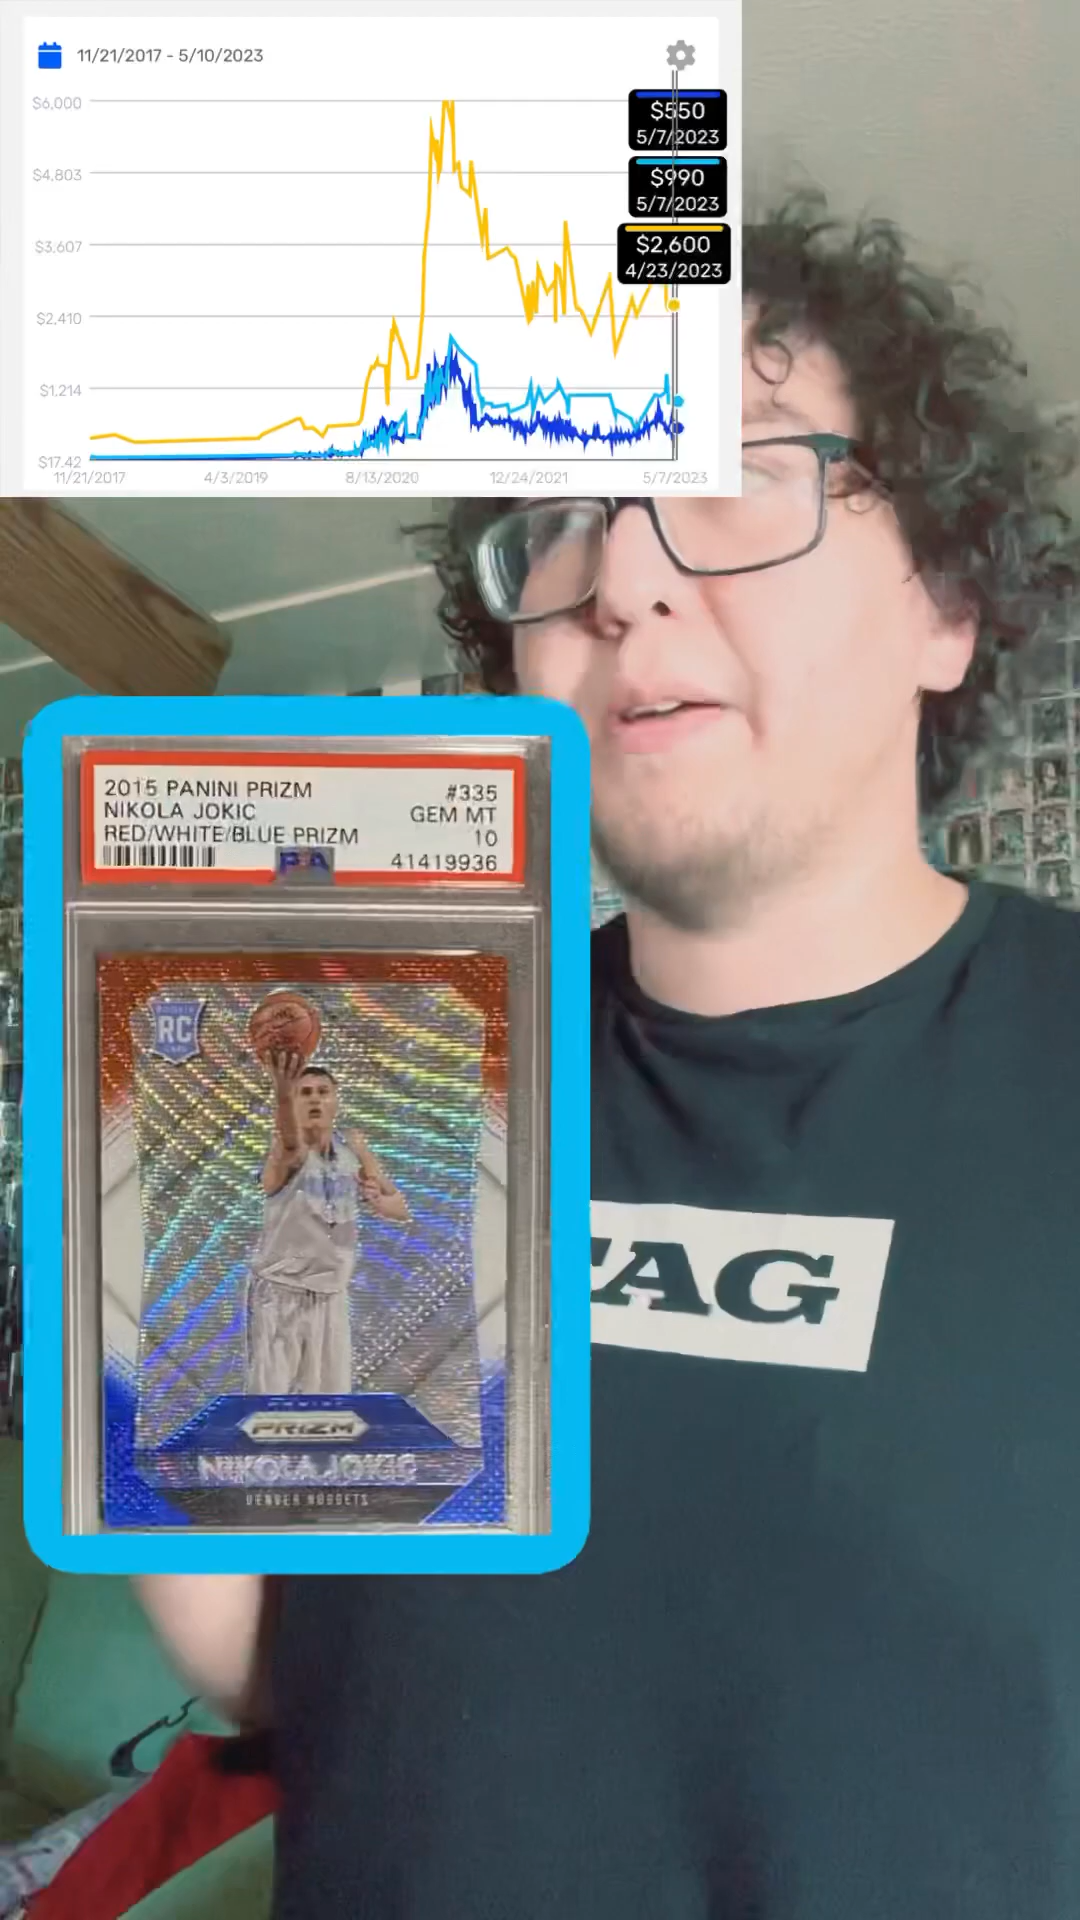 11/21/2017 - 5/10/2023
$6,000
$4,803
$3,607
$2,410
$1,214
$17.42
$550
5/7/2023
$990
5/7/2023
$2,600
4/23/2023
11/21/2017 4/3/2019 8/13/2020 12/24/2021 5/7/2023
2015 PANINI PRIZM #335
NIKOLA JOKIC GEM MT
RED/WHITE/BLUE PRIZM 10
41419936
RC
PRIZM
NIKOLA JOKIC
DENVER NUGGETS
AG